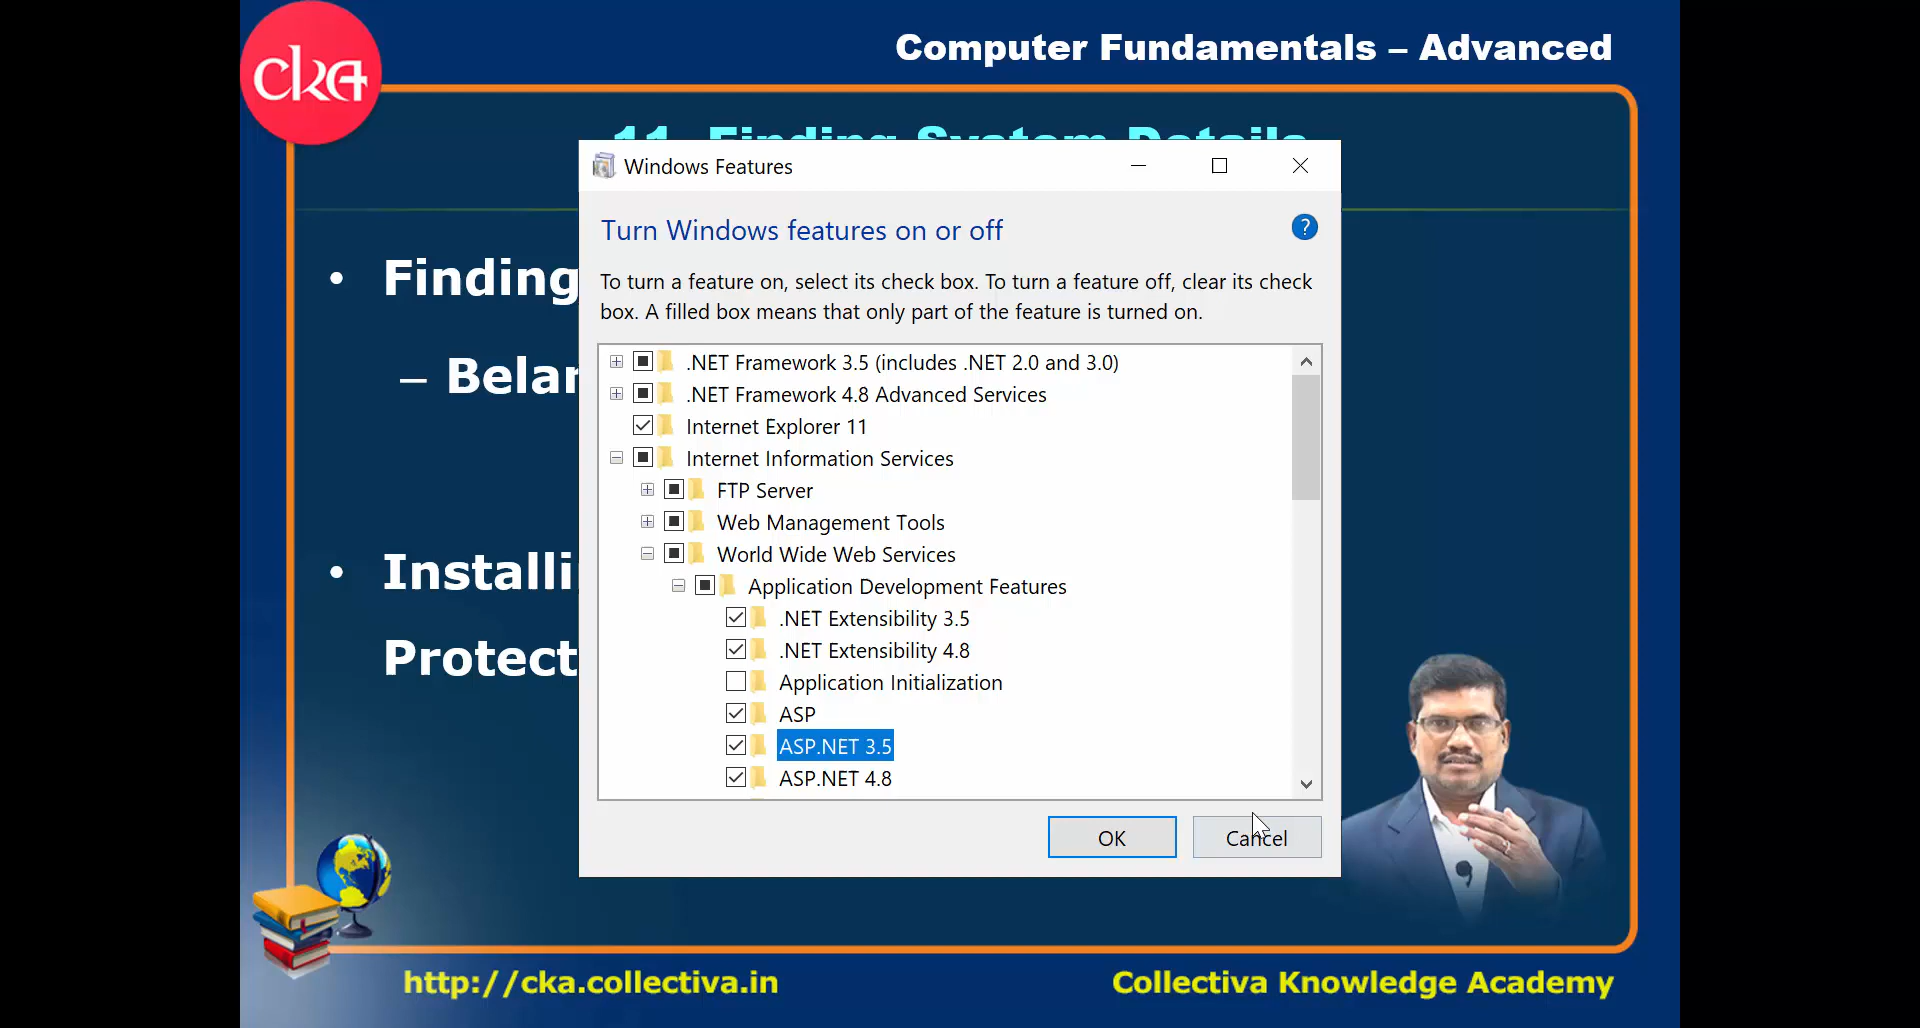 cka
Computer Fundamentals – Advanced
11. Finding System Details
Windows Features
Turn Windows features on or off
?
To turn a feature on, select its check box. To turn a feature off, clear its check
box. A filled box means that only part of the feature is turned on.
.NET Framework 3.5 (includes .NET 2.0 and 3.0)
.NET Framework 4.8 Advanced Services
Internet Explorer 11
Internet Information Services
FTP Server
Web Management Tools
World Wide Web Services
Application Development Features
.NET Extensibility 3.5
.NET Extensibility 4.8
Application Initialization
ASP
ASP.NET 3.5
ASP.NET 4.8
OK
Cancel
• Finding
http://cka.collectiva.in
Collectiva Knowledge Academy